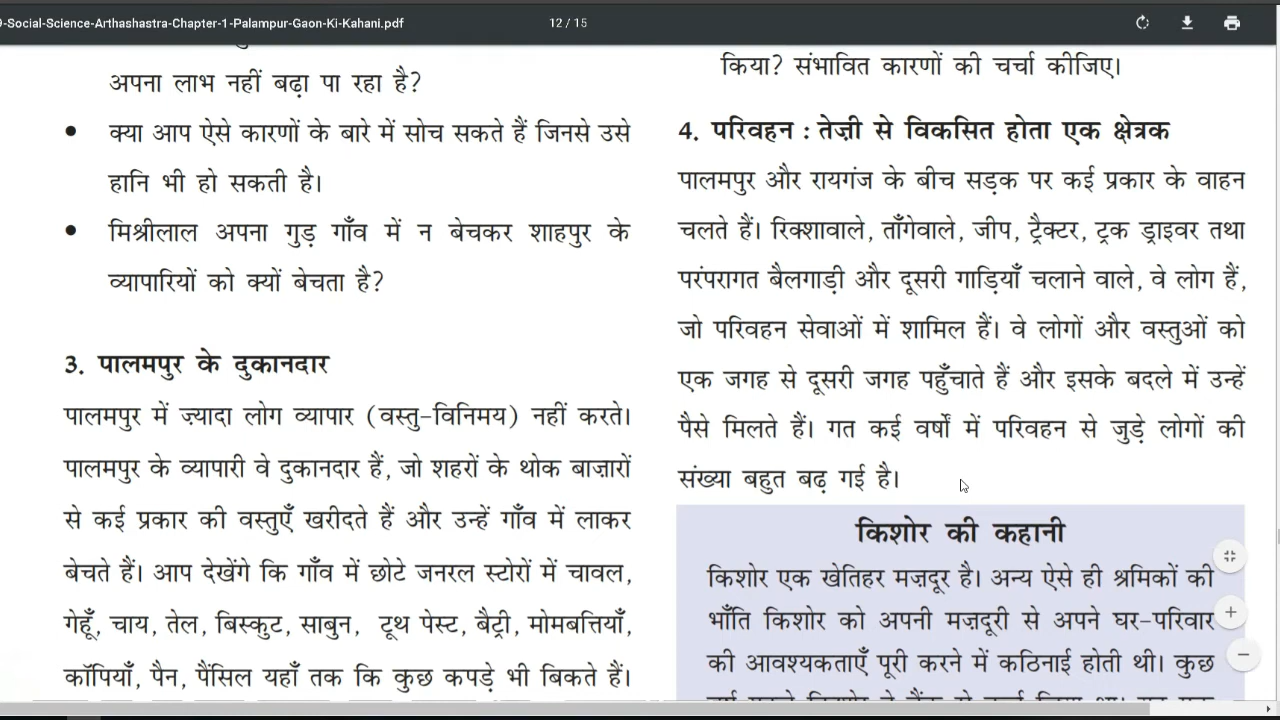 9-Social-Science-Arthashastra-Chapter-1-Palampur-Gaon-Ki-Kahani.pdf
12 / 15
अपना लाभ नहीं बढ़ा पा रहा है?
• क्या आप ऐसे कारणों के बारे में सोच सकते हैं जिनसे उसे
हानि भी हो सकती है।
• मिश्रीलाल अपना गुड़ गाँव में न बेचकर शाहपुर के
व्यापारियों को क्यों बेचता है?
3. पालमपुर के दुकानदार
पालमपुर में ज़्यादा लोग व्यापार (वस्तु-विनिमय) नहीं करते।
पालमपुर के व्यापारी वे दुकानदार हैं, जो शहरों के थोक बाज़ारों
से कई प्रकार की वस्तुएँ खरीदते हैं और उन्हें गाँव में लाकर
बेचते हैं। आप देखेंगे कि गाँव में छोटे जनरल स्टोरों में चावल,
गेहूँ, चाय, तेल, बिस्कुट, साबुन, टूथ पेस्ट, बैट्री, मोमबत्तियाँ,
कॉपियाँ, पैन, पैंसिल यहाँ तक कि कुछ कपड़े भी बिकते हैं।
किया? संभावित कारणों की चर्चा कीजिए।
4. परिवहन : तेज़ी से विकसित होता एक क्षेत्रक
पालमपुर और रायगंज के बीच सड़क पर कई प्रकार के वाहन
चलते हैं। रिक्शावाले, ताँगेवाले, जीप, ट्रैक्टर, ट्रक ड्राइवर तथा
परंपरागत बैलगाड़ी और दूसरी गाड़ियाँ चलाने वाले, वे लोग हैं,
जो परिवहन सेवाओं में शामिल हैं। वे लोगों और वस्तुओं को
एक जगह से दूसरी जगह पहुँचाते हैं और इसके बदले में उन्हें
पैसे मिलते हैं। गत कई वर्षों में परिवहन से जुड़े लोगों की
संख्या बहुत बढ़ गई है।
किशोर की कहानी
किशोर एक खेतिहर मज़दूर है। अन्य ऐसे ही श्रमिकों की
भाँति किशोर को अपनी मज़दूरी से अपने घर-परिवार
की आवश्यकताएँ पूरी करने में कठिनाई होती थी। कुछ